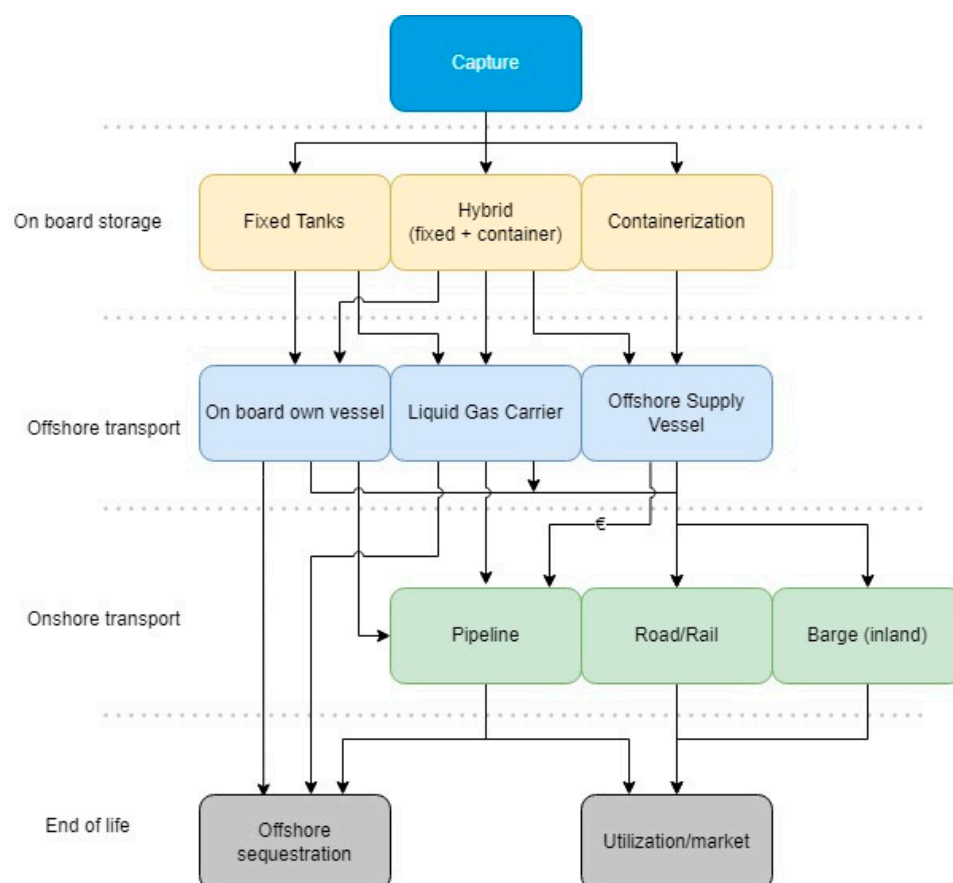 Capture
On board storage
Fixed Tanks
Hybrid
(fixed + container)
Containerization
Offshore transport
On board own vessel
Liquid Gas Carrier
Offshore Supply
Vessel
€
Onshore transport
Pipeline
Road/Rail
Barge (inland)
End of life
Offshore
sequestration
Utilization/market